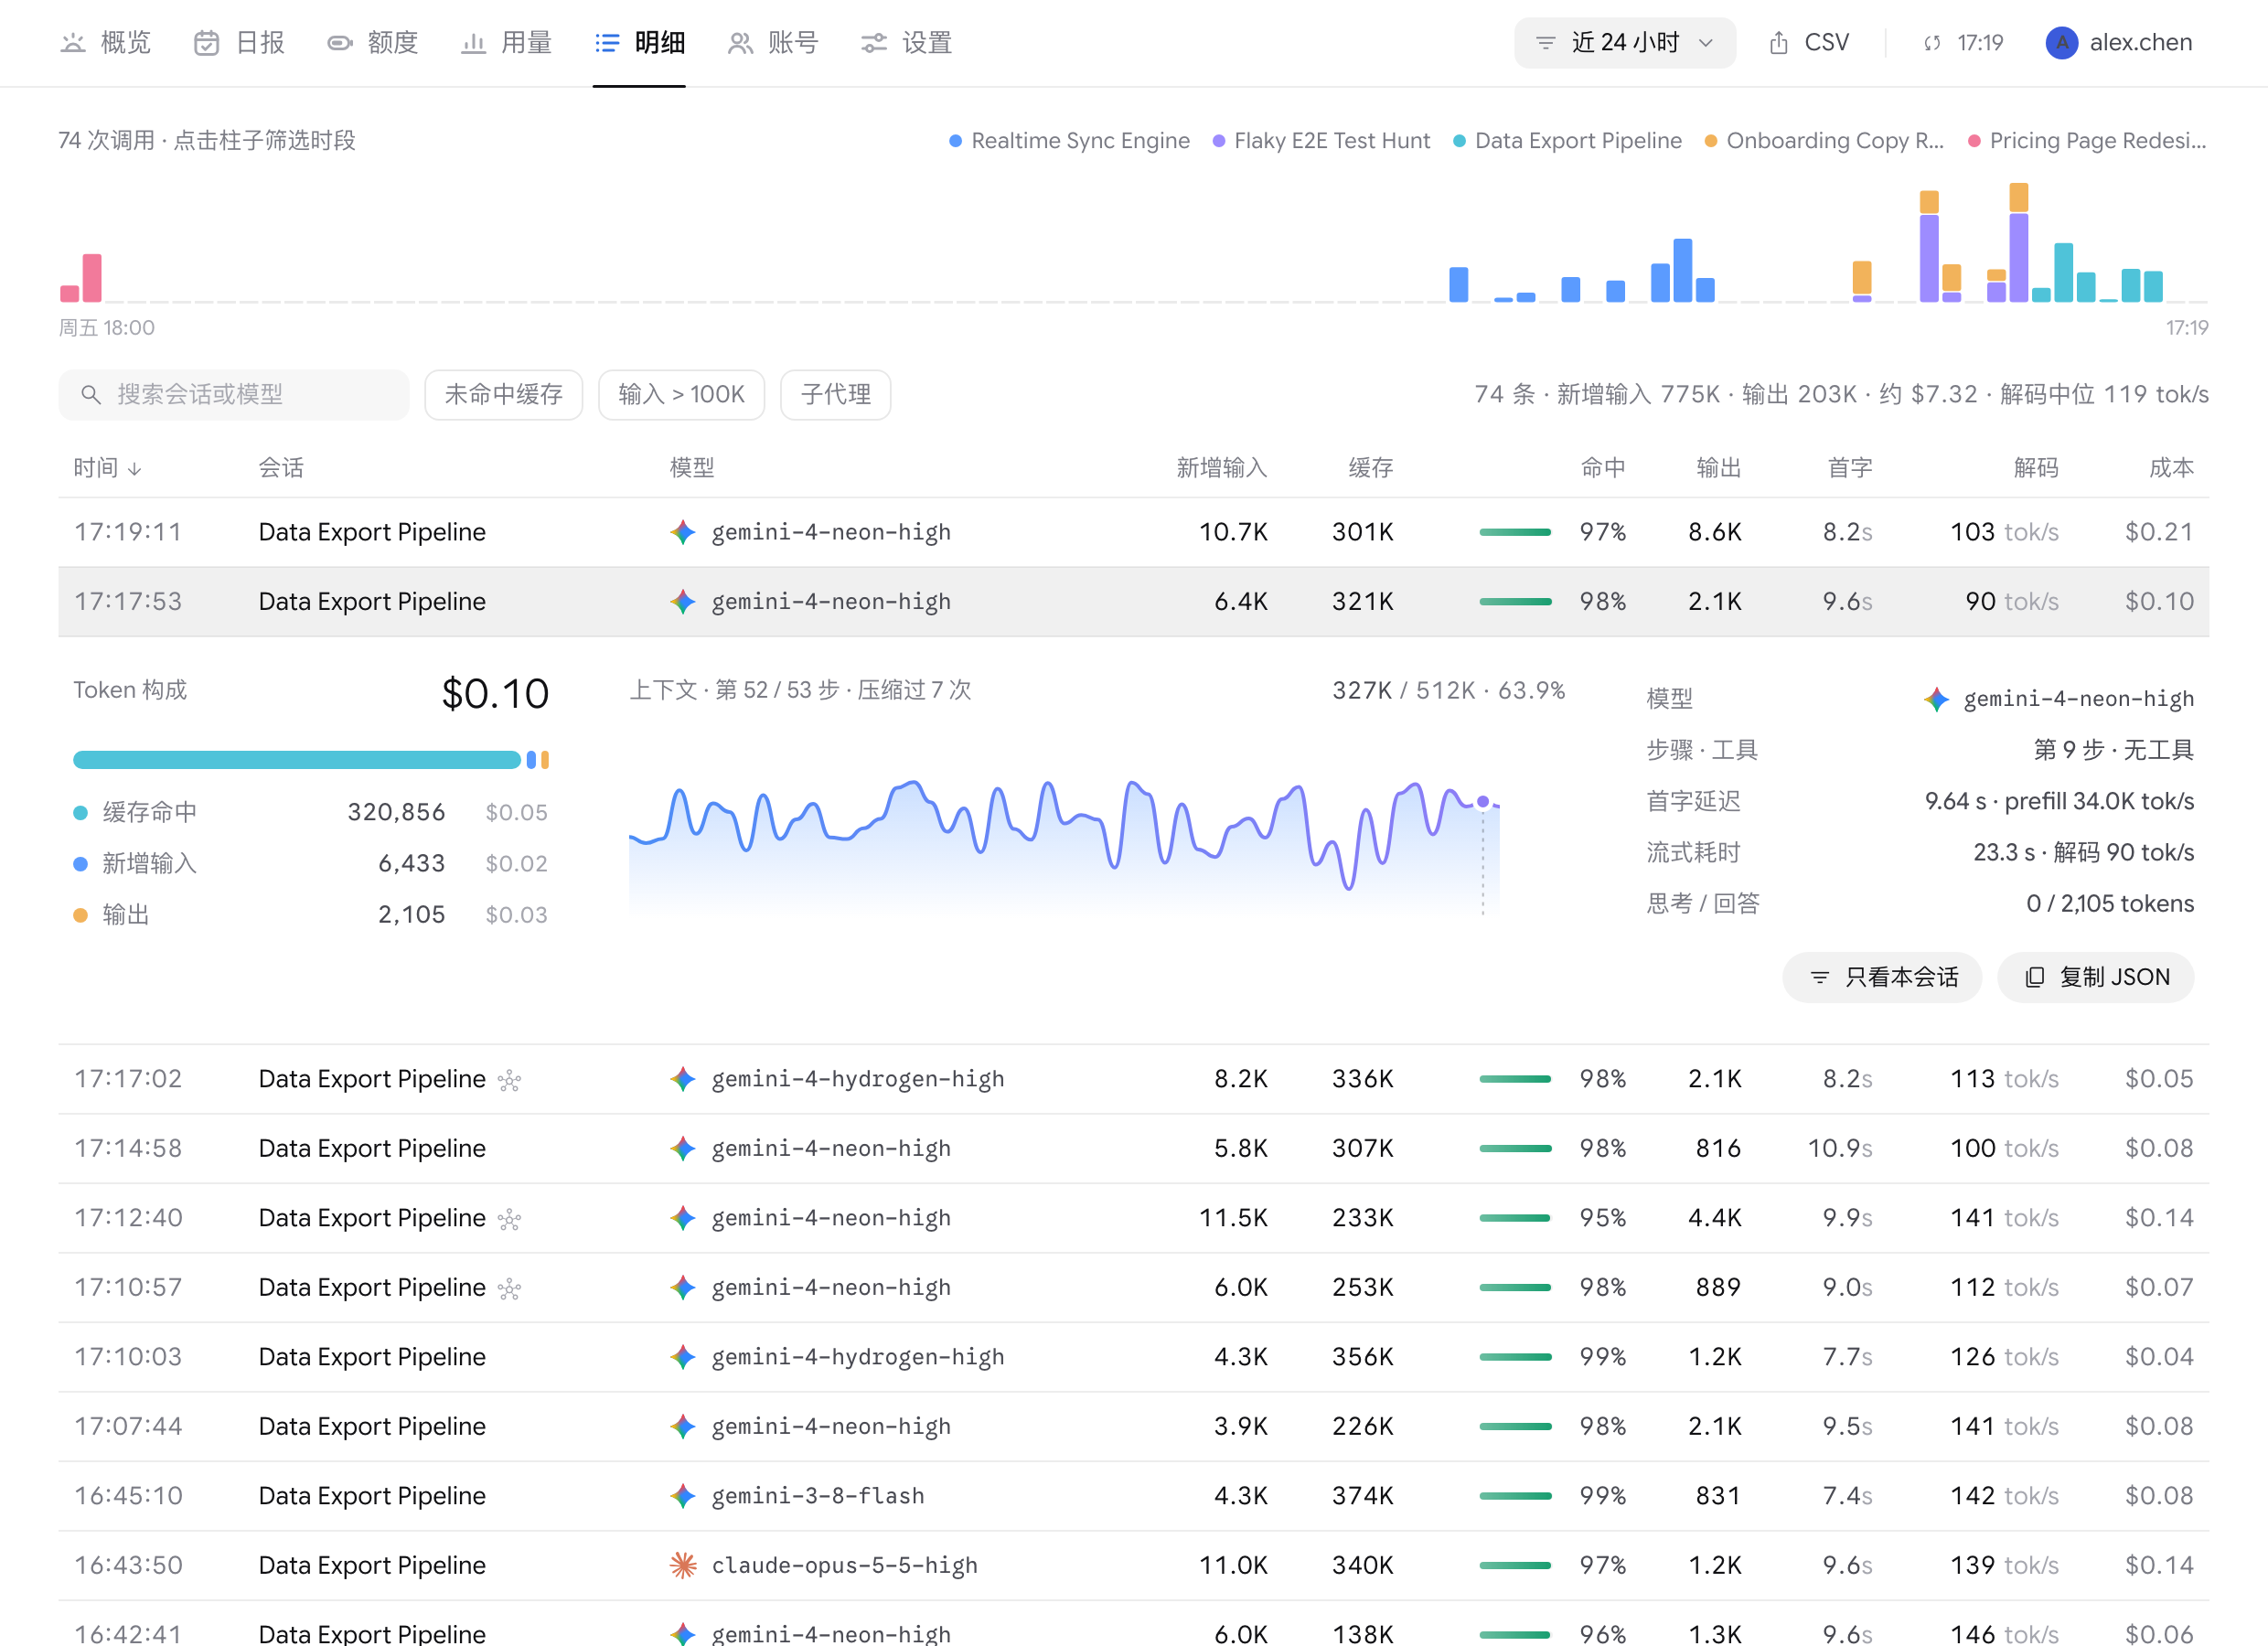 概览 日报 额度 用量 明细 账号 设置 近 24 小时 CSV 17:19 A alex.chen
74 次调用 · 点击柱子筛选时段 Realtime Sync Engine Flaky E2E Test Hunt Data Export Pipeline Onboarding Copy R... Pricing Page Redesi...
周五 18:00 17:19
搜索会话或模型 未命中缓存 输入 > 100K 子代理 74 条 · 新增输入 775K · 输出 203K · 约 $7.32 · 解码中位 119 tok/s
时间 ↓ 会话 模型 新增输入 缓存 命中 输出 首字 解码 成本
17:19:11 Data Export Pipeline gemini-4-neon-high 10.7K 301K 97% 8.6K 8.2s 103 tok/s $0.21
17:17:53 Data Export Pipeline gemini-4-neon-high 6.4K 321K 98% 2.1K 9.6s 90 tok/s $0.10
Token 构成 $0.10
缓存命中 320,856 $0.05
新增输入 6,433 $0.02
输出 2,105 $0.03
上下文 · 第 52 / 53 步 · 压缩过 7 次 327K / 512K · 63.9%
模型 gemini-4-neon-high
步骤 · 工具 第 9 步 · 无工具
首字延迟 9.64 s · prefill 34.0K tok/s
流式耗时 23.3 s · 解码 90 tok/s
思考 / 回答 0 / 2,105 tokens
只看本会话 复制 JSON
17:17:02 Data Export Pipeline gemini-4-hydrogen-high 8.2K 336K 98% 2.1K 8.2s 113 tok/s $0.05
17:14:58 Data Export Pipeline gemini-4-neon-high 5.8K 307K 98% 816 10.9s 100 tok/s $0.08
17:12:40 Data Export Pipeline gemini-4-neon-high 11.5K 233K 95% 4.4K 9.9s 141 tok/s $0.14
17:10:57 Data Export Pipeline gemini-4-neon-high 6.0K 253K 98% 889 9.0s 112 tok/s $0.07
17:10:03 Data Export Pipeline gemini-4-hydrogen-high 4.3K 356K 99% 1.2K 7.7s 126 tok/s $0.04
17:07:44 Data Export Pipeline gemini-4-neon-high 3.9K 226K 98% 2.1K 9.5s 141 tok/s $0.08
16:45:10 Data Export Pipeline gemini-3-8-flash 4.3K 374K 99% 831 7.4s 142 tok/s $0.08
16:43:50 Data Export Pipeline claude-opus-5-5-high 11.0K 340K 97% 1.2K 9.6s 139 tok/s $0.14
16:42:41 Data Export Pipeline gemini-4-neon-high 6.0K 138K 96% 1.3K 9.6s 146 tok/s $0.06